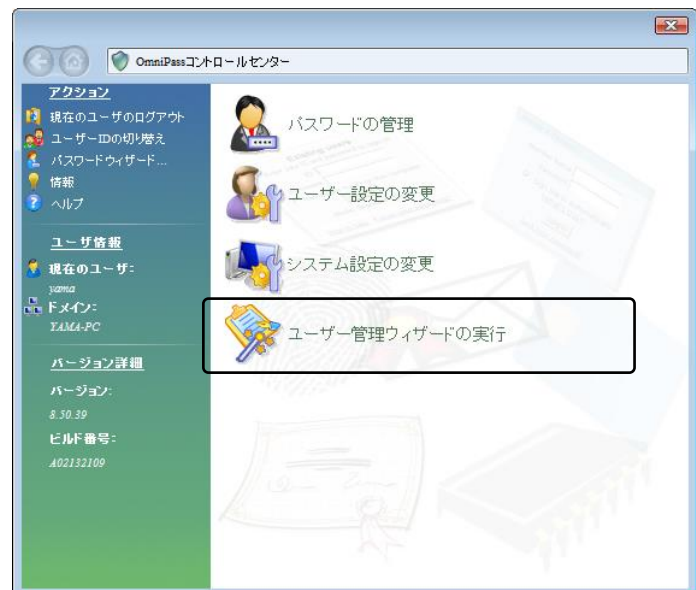 OmniPassコントロールセンター
アクション
現在のユーザのログアウト
ユーザーIDの切り替え
パスワードウィザード...
情報
ヘルプ
ユーザ情報
現在のユーザ:
yama
ドメイン:
YAMA-PC
バージョン詳細
バージョン:
8.50.39
ビルド番号:
A02132109
パスワードの管理
ユーザー設定の変更
システム設定の変更
ユーザー管理ウィザードの実行